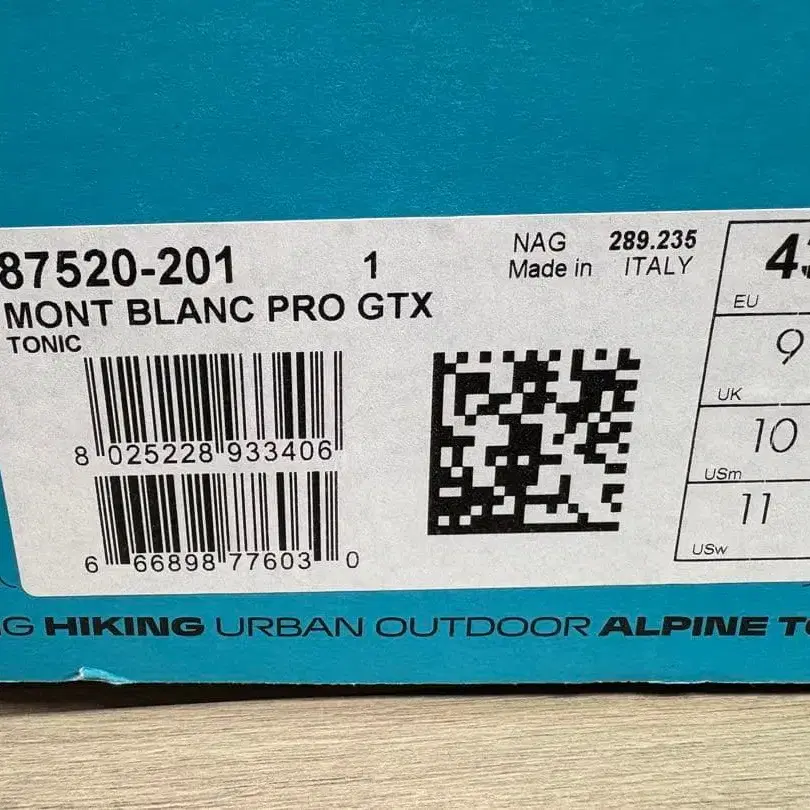 87520-201 1
MONT BLANC PRO GTX
TONIC
8 025228 933406
6 66898 77603 0
NAG 289.235
Made in ITALY
EU
9
UK
10
USm
11
USw
HIKING URBAN OUTDOOR ALPINE